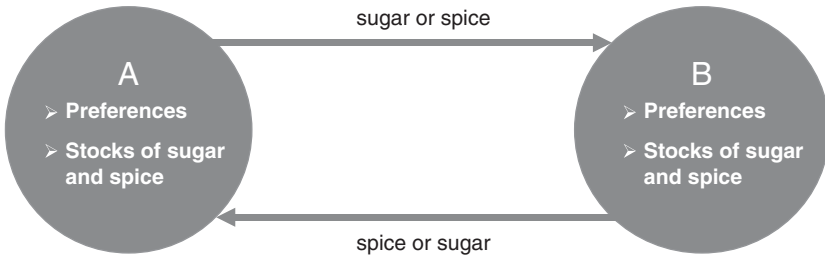 sugar or spice
A
➢ Preferences
➢ Stocks of sugar
and spice
B
➢ Preferences
➢ Stocks of sugar
and spice
spice or sugar